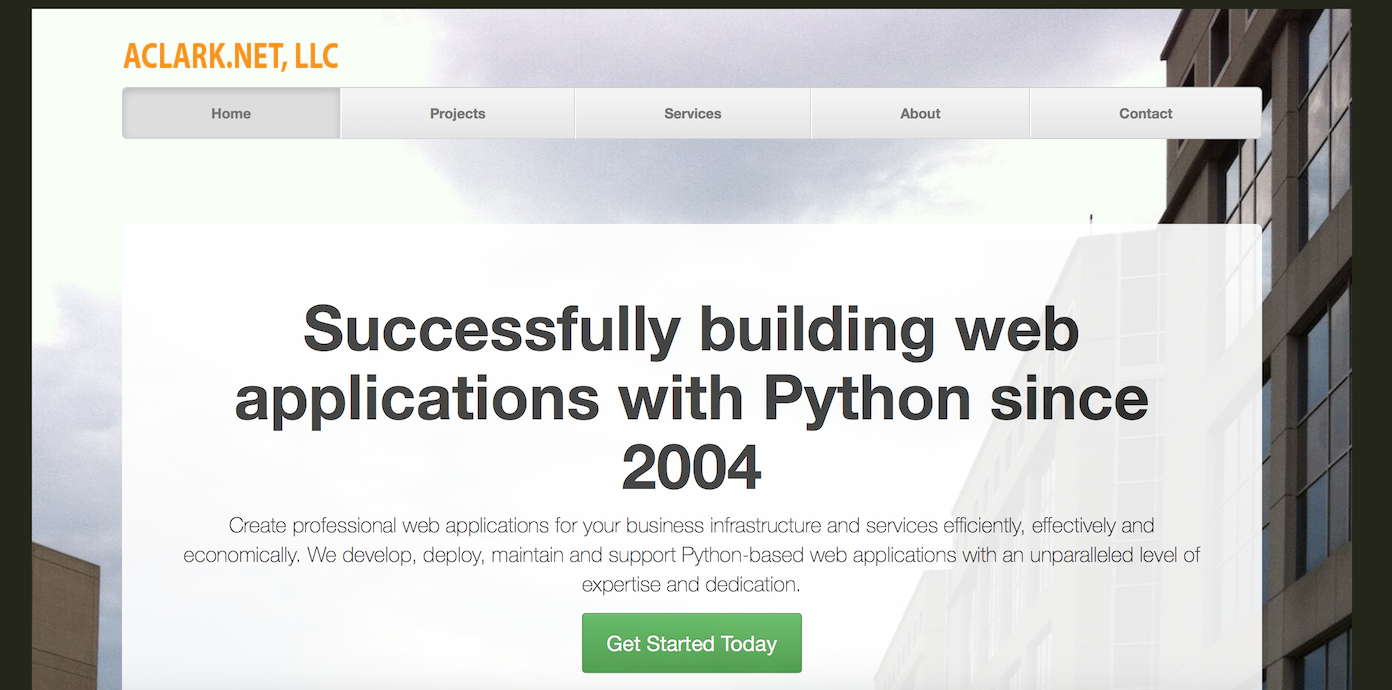 ACLARK.NET, LLC
Home Projects Services About Contact
Successfully building web
applications with Python since
2004
Create professional web applications for your business infrastructure and services efficiently, effectively and
economically. We develop, deploy, maintain and support Python-based web applications with an unparalleled level of
expertise and dedication.
Get Started Today